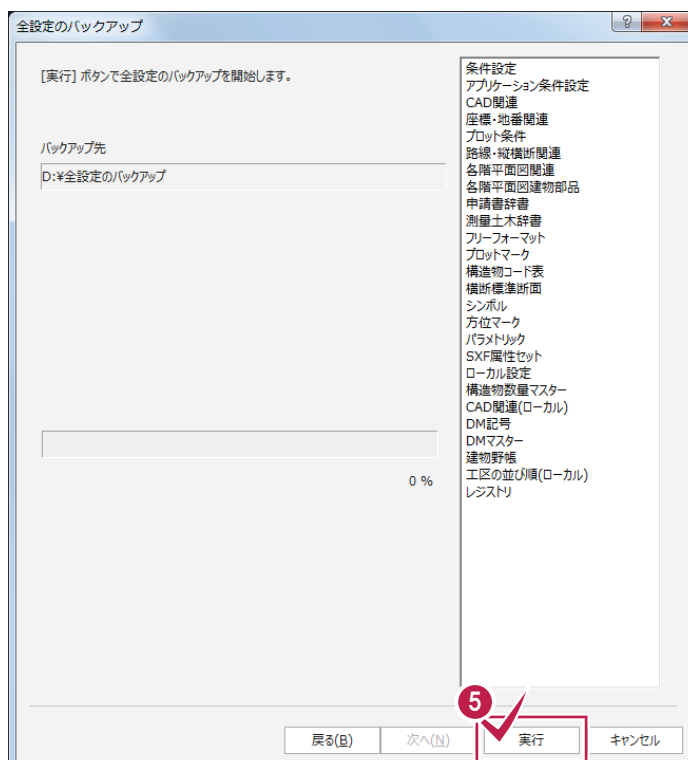 全設定のバックアップ
[実行] ボタンで全設定のバックアップを開始します。
バックアップ先
D:¥全設定のバックアップ
0 %
条件設定
アプリケーション条件設定
CAD関連
座標・地番関連
プロット条件
路線・縦横断関連
各階平面図関連
各階平面図建物部品
申請書辞書
測量土木辞書
フリーフォーマット
プロットマーク
構造物コード表
横断標準断面
シンボル
方位マーク
パラメトリック
SXF属性セット
ローカル設定
構造物数量マスター
CAD関連(ローカル)
DM記号
DMマスター
建物野帳
工区の並び順(ローカル)
レジストリ
5
戻る(B) 次へ(N) 実行 キャンセル